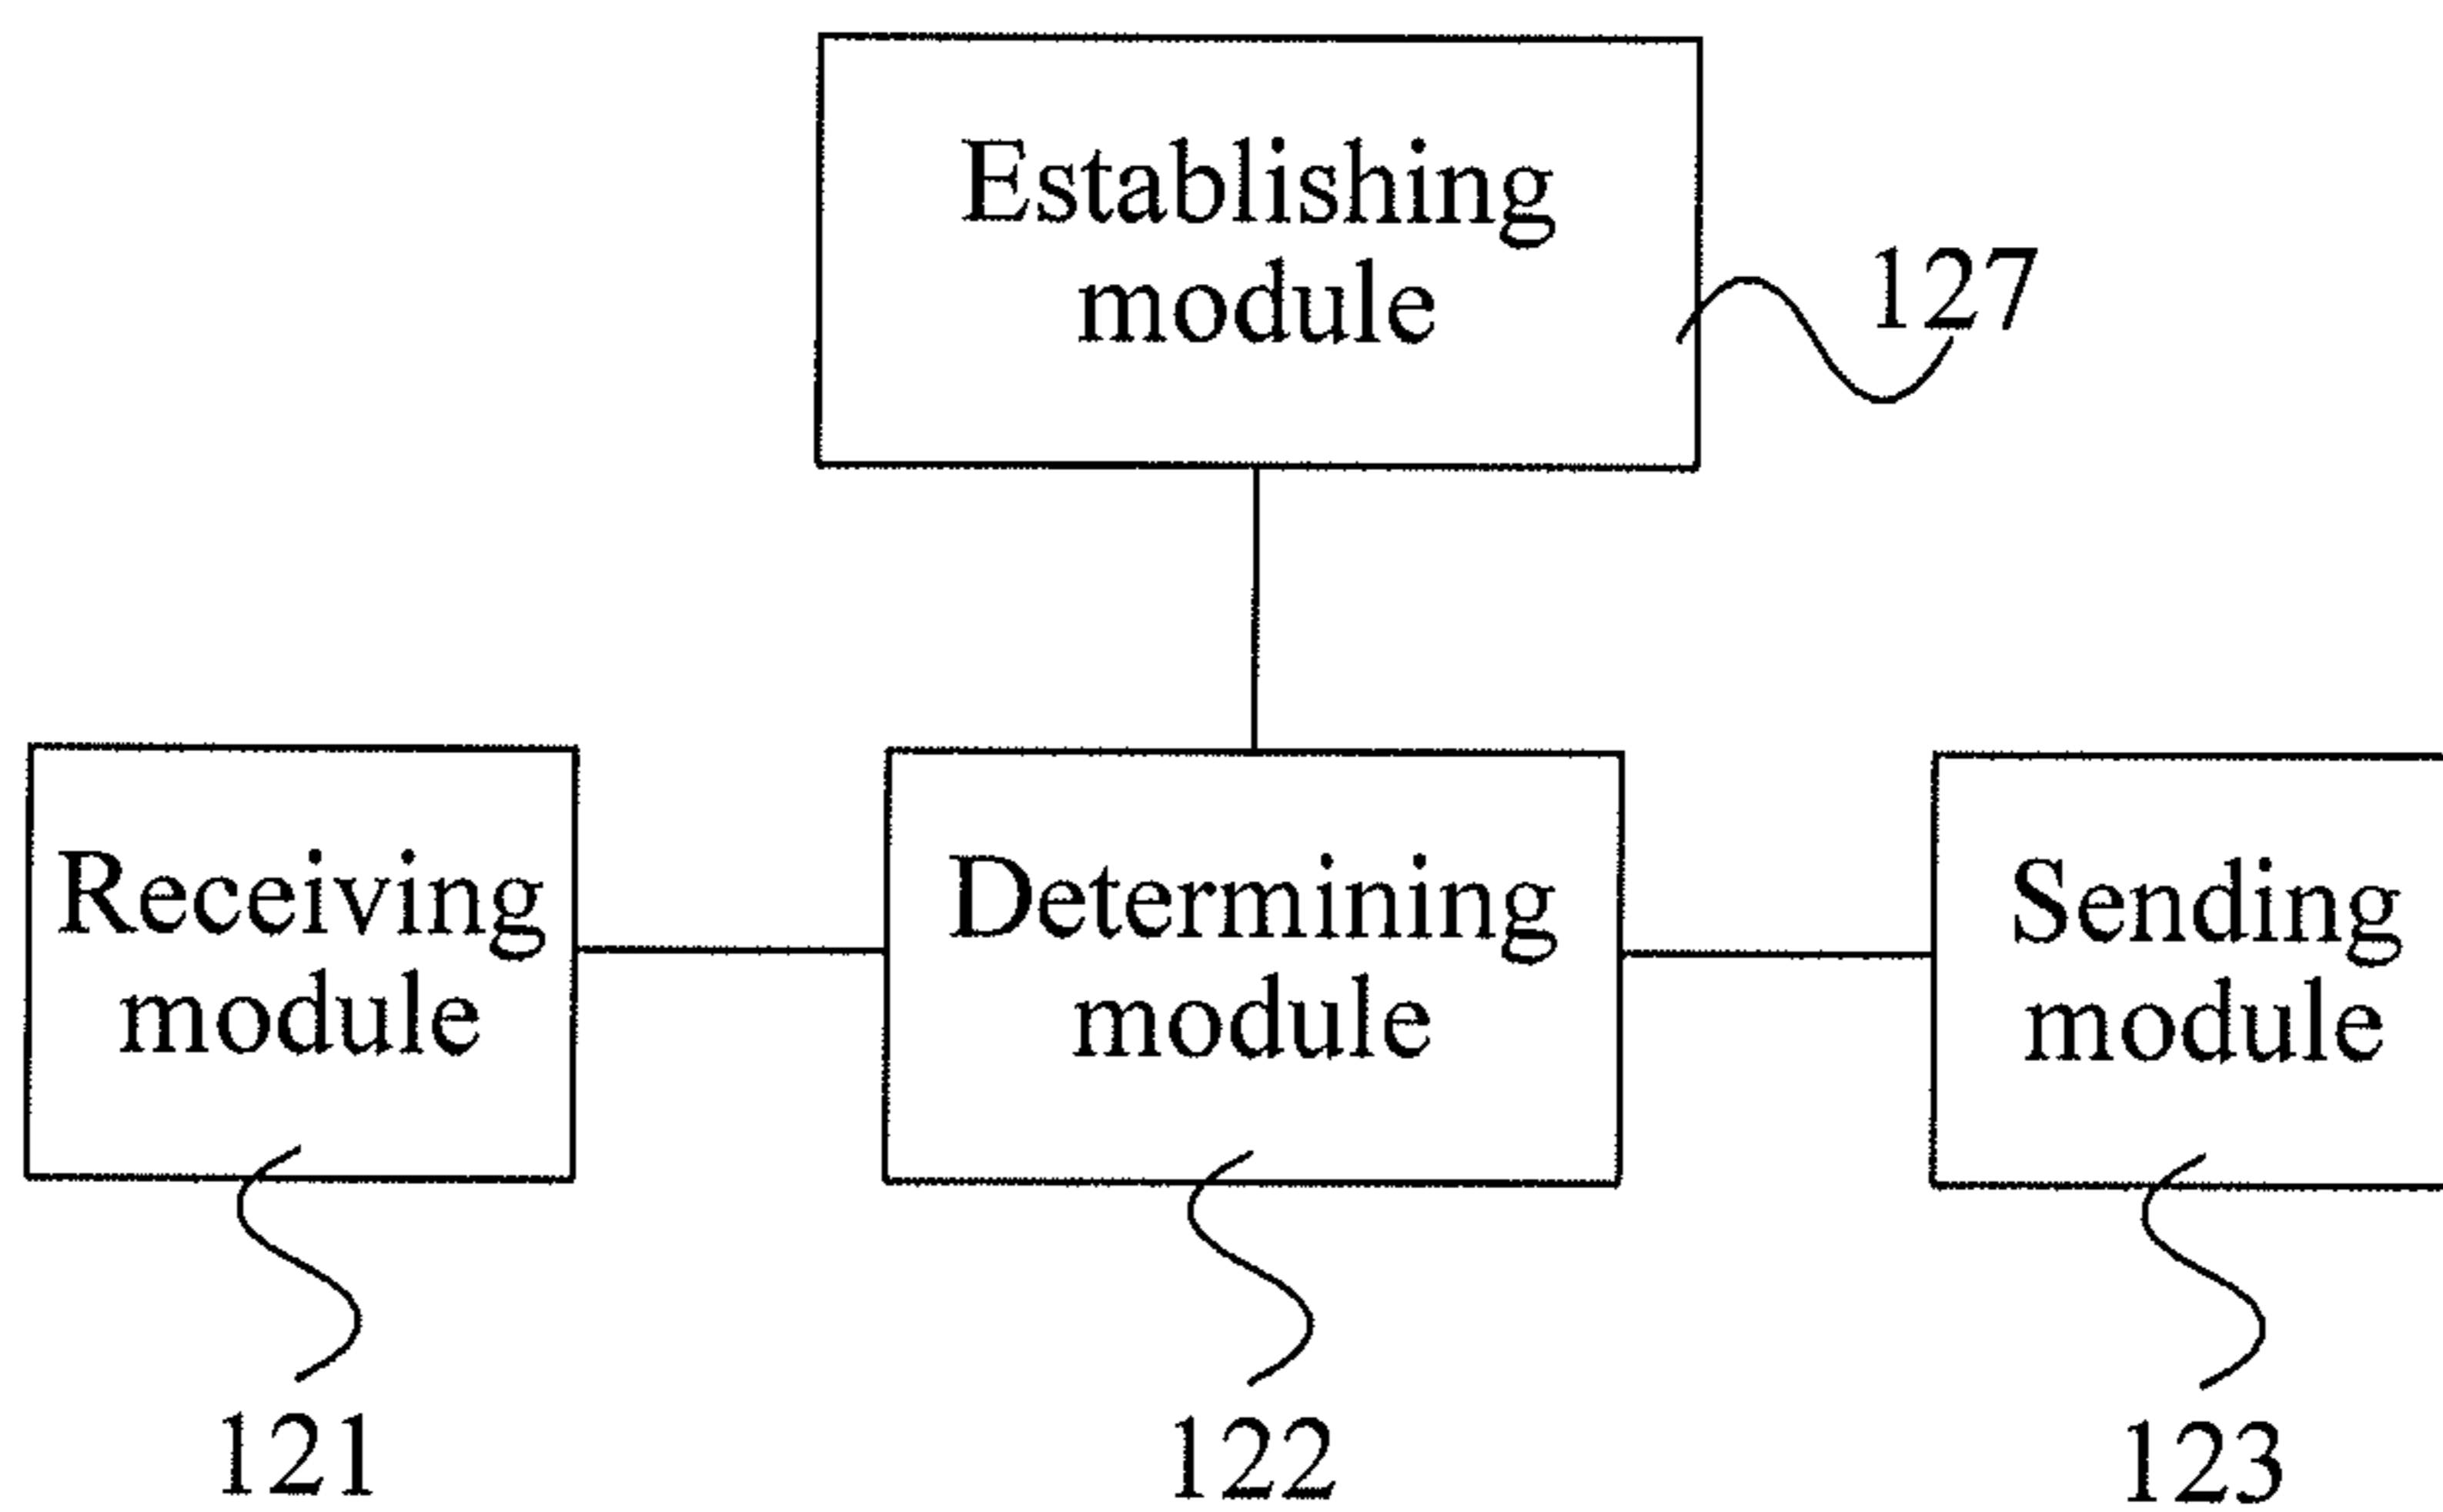 Establishing
module
127
Receiving
module
Determining
module
Sending
module
121
122
123